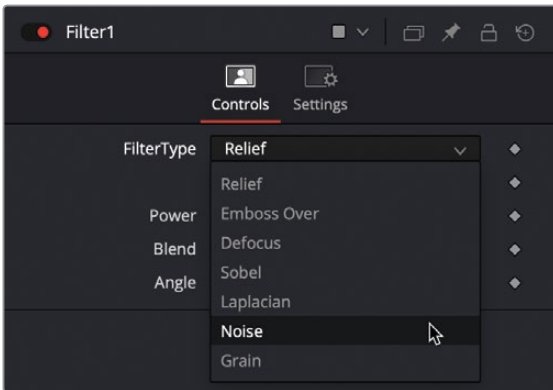 Filter1
Controls Settings
FilterType Relief
Relief
Power Emboss Over
Blend Defocus
Sobel
Angle Laplacian
Noise
Grain